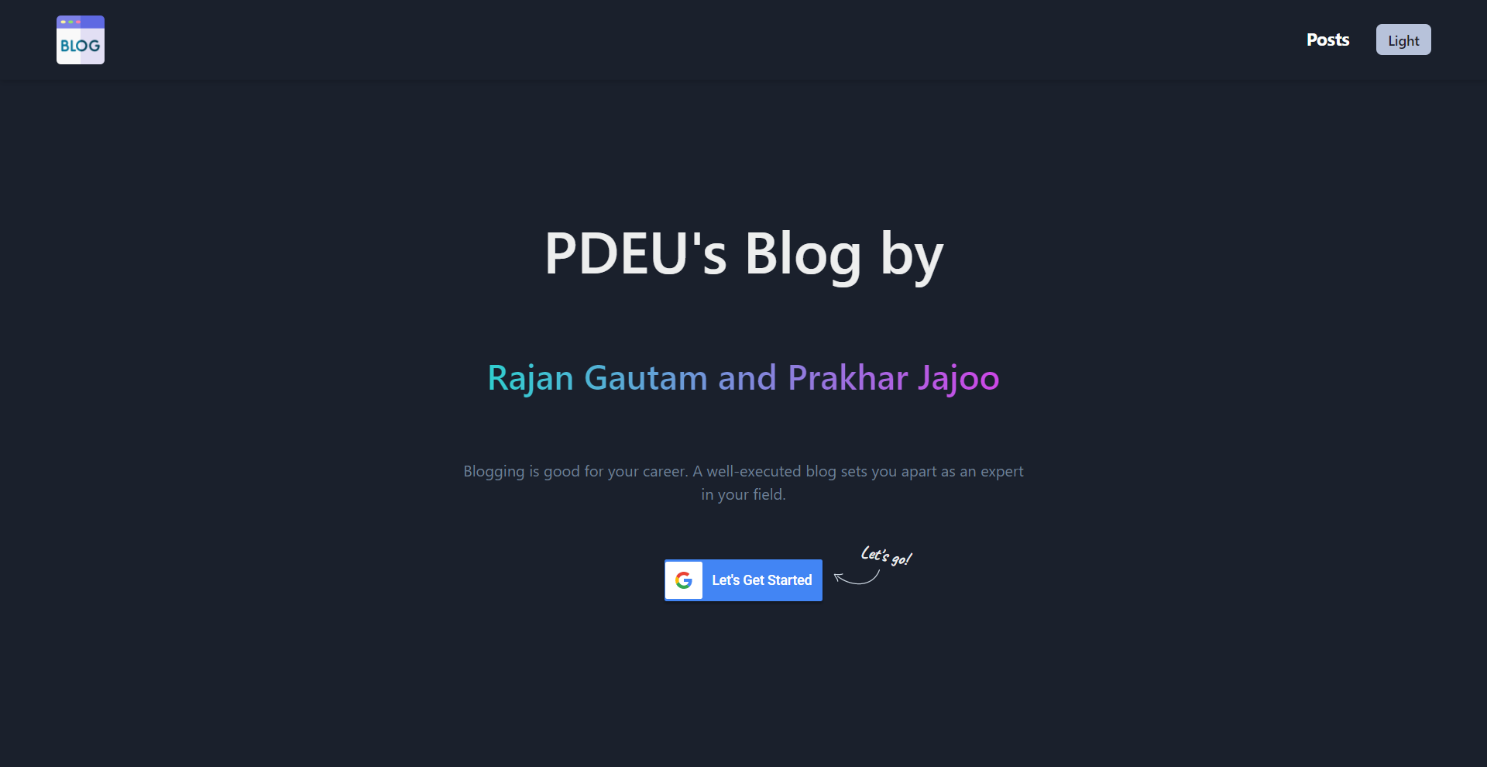 BLOG
Posts
Light
PDEU's Blog by
Rajan Gautam and Prakhar Jajoo
Blogging is good for your career. A well-executed blog sets you apart as an expert
in your field.
Let's go!
G Let's Get Started